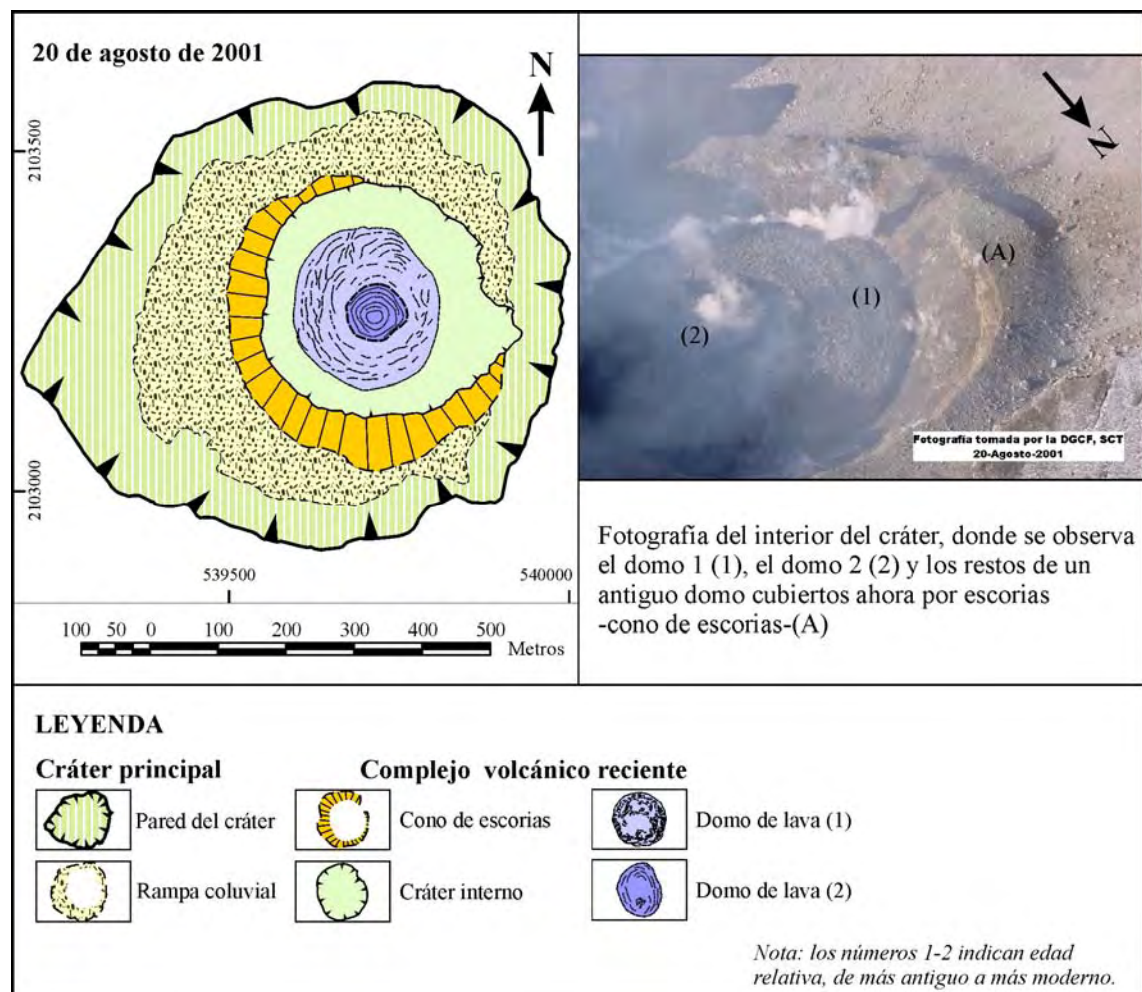 20 de agosto de 2001
N
2103500
2103000
539500
540000
100 50 0 100 200 300 400 500
Metros
N
(A)
(1)
(2)
Fotografía tomada por la DGCF, SCT
20-Agosto-2001
Fotografía del interior del cráter, donde se observa
el domo 1 (1), el domo 2 (2) y los restos de un
antiguo domo cubiertos ahora por escorias
-cono de escorias-(A)
LEYENDA
Cráter principal
Pared del cráter
Rampa coluvial
Complejo volcánico reciente
Cono de escorias
Cráter interno
Domo de lava (1)
Domo de lava (2)
Nota: los números 1-2 indican edad
relativa, de más antiguo a más moderno.